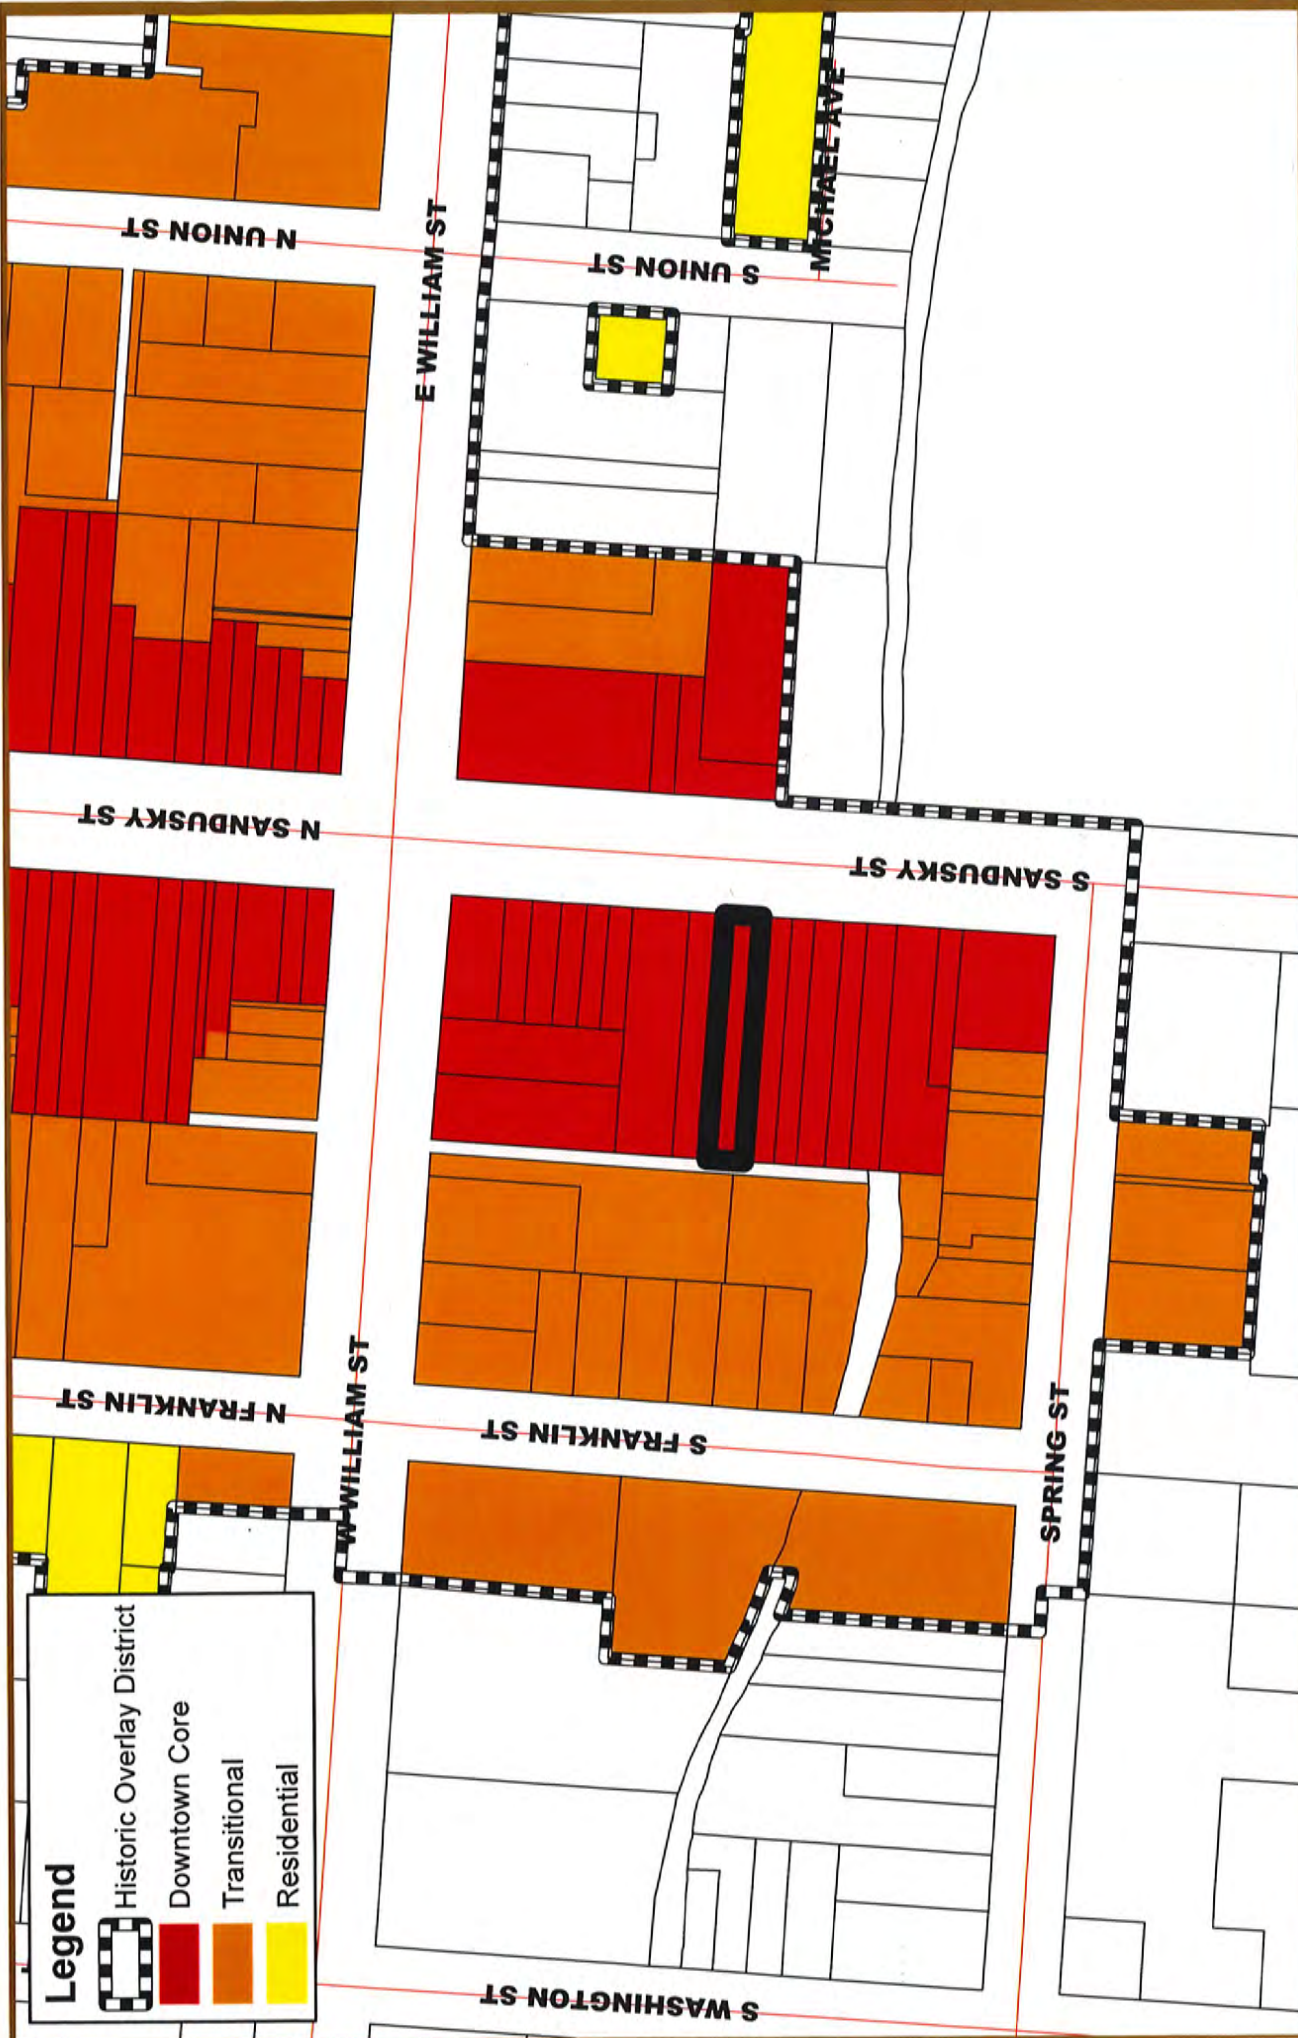 N UNION ST
E WILLIAM ST
S UNION ST
MICHAEL AVE
N SANDUSKY ST
S SANDUSKY ST
N FRANKLIN ST
W WILLIAM ST
S FRANKLIN ST
SPRING ST
S WASHINGTON ST
Legend
Historic Overlay District
Downtown Core
Transitional
Residential